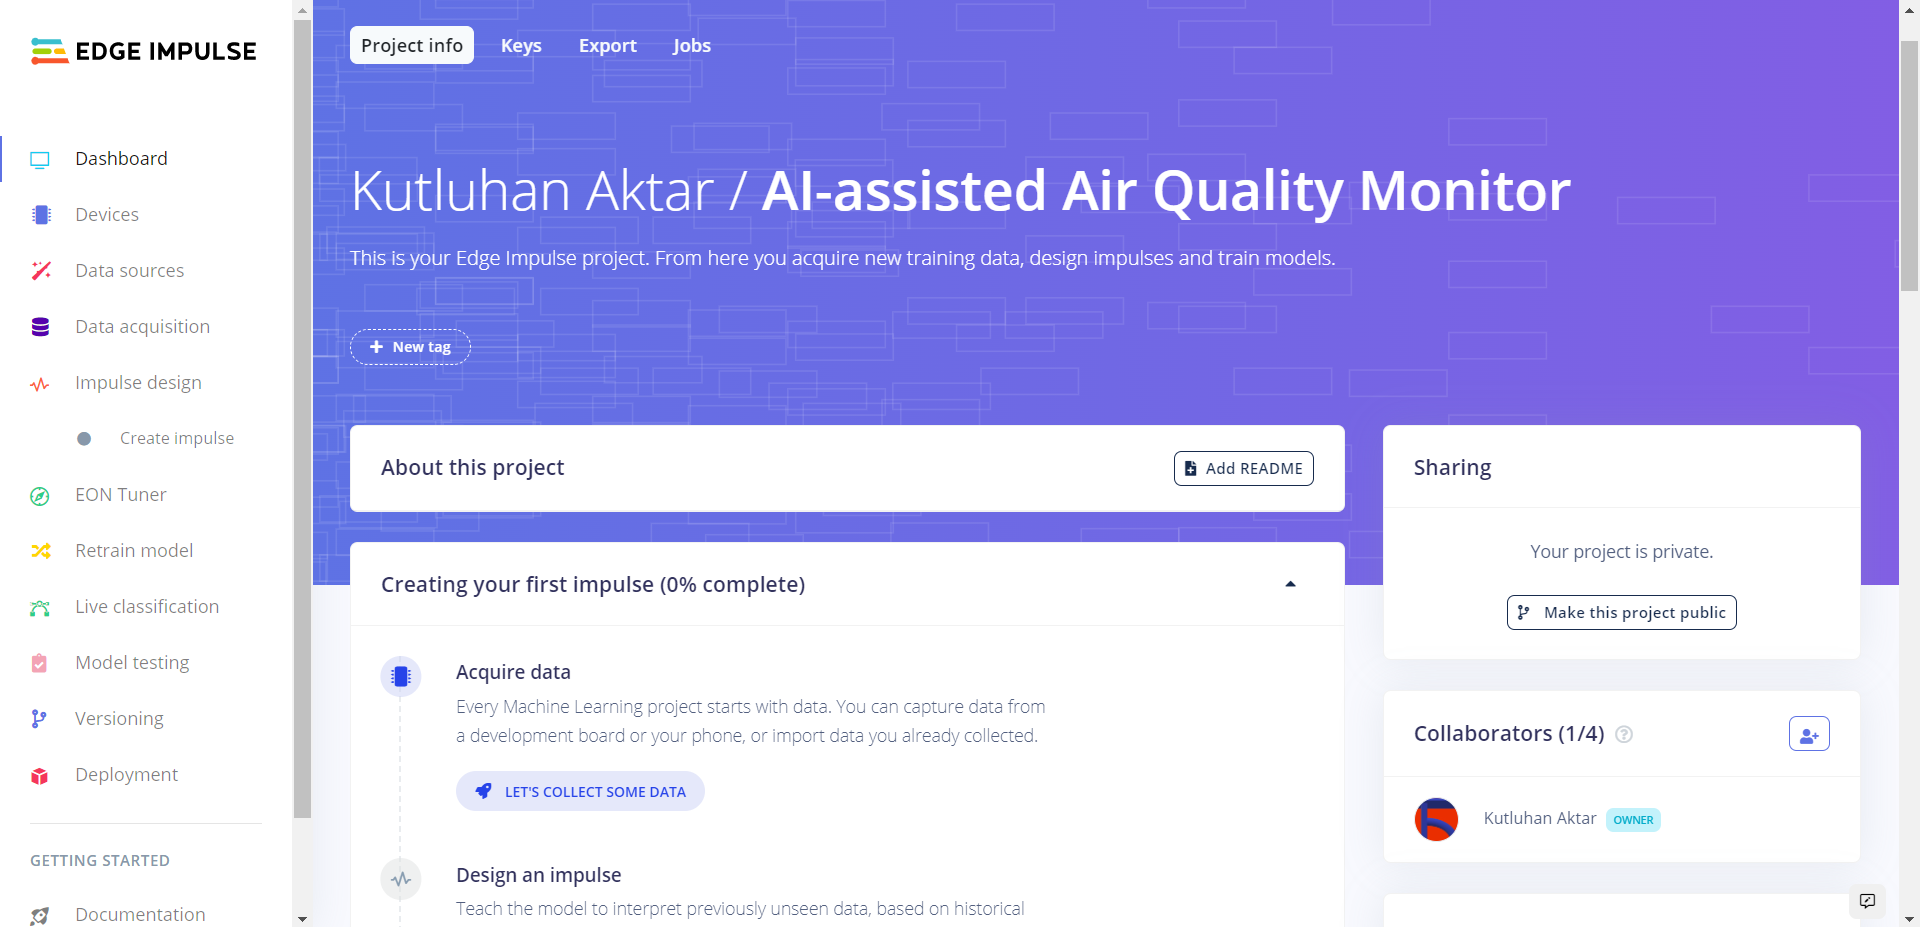 EDGE IMPULSE
Dashboard
Devices
Data sources
Data acquisition
Impulse design
Create impulse
EON Tuner
Retrain model
Live classification
Model testing
Versioning
Deployment
GETTING STARTED
Documentation
Project info
Keys
Export
Jobs
Kutluhan Aktar / AI-assisted Air Quality Monitor
This is your Edge Impulse project. From here you acquire new training data, design impulses and train models.
+ New tag
About this project
Add README
Creating your first impulse (0% complete)
Acquire data
Every Machine Learning project starts with data. You can capture data from
a development board or your phone, or import data you already collected.
LET'S COLLECT SOME DATA
Design an impulse
Teach the model to interpret previously unseen data, based on historical
Sharing
Your project is private.
Make this project public
Collaborators (1/4) ?
Kutluhan Aktar OWNER